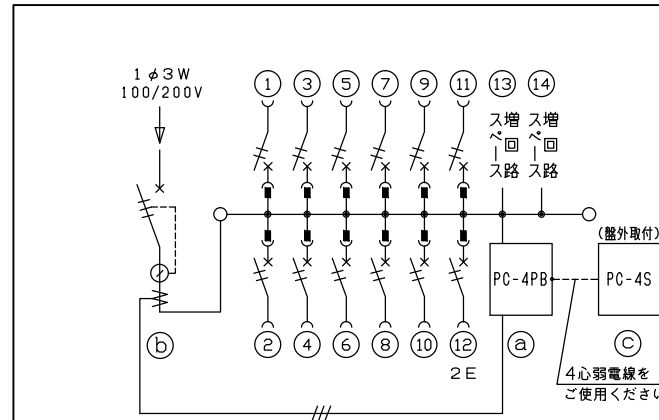 1φ3W
100/200V
① ③ ⑤ ⑦ ⑨ ⑪ ⑬ ⑭
増回路
スペース
増回路
スペース
(盤外取付)
PC-4PB
PC-4S
ⓑ ② ④ ⑥ ⑧ ⑩ ⑫ ⓐ ⓒ
2E
4心弱電線を
ご使用ください